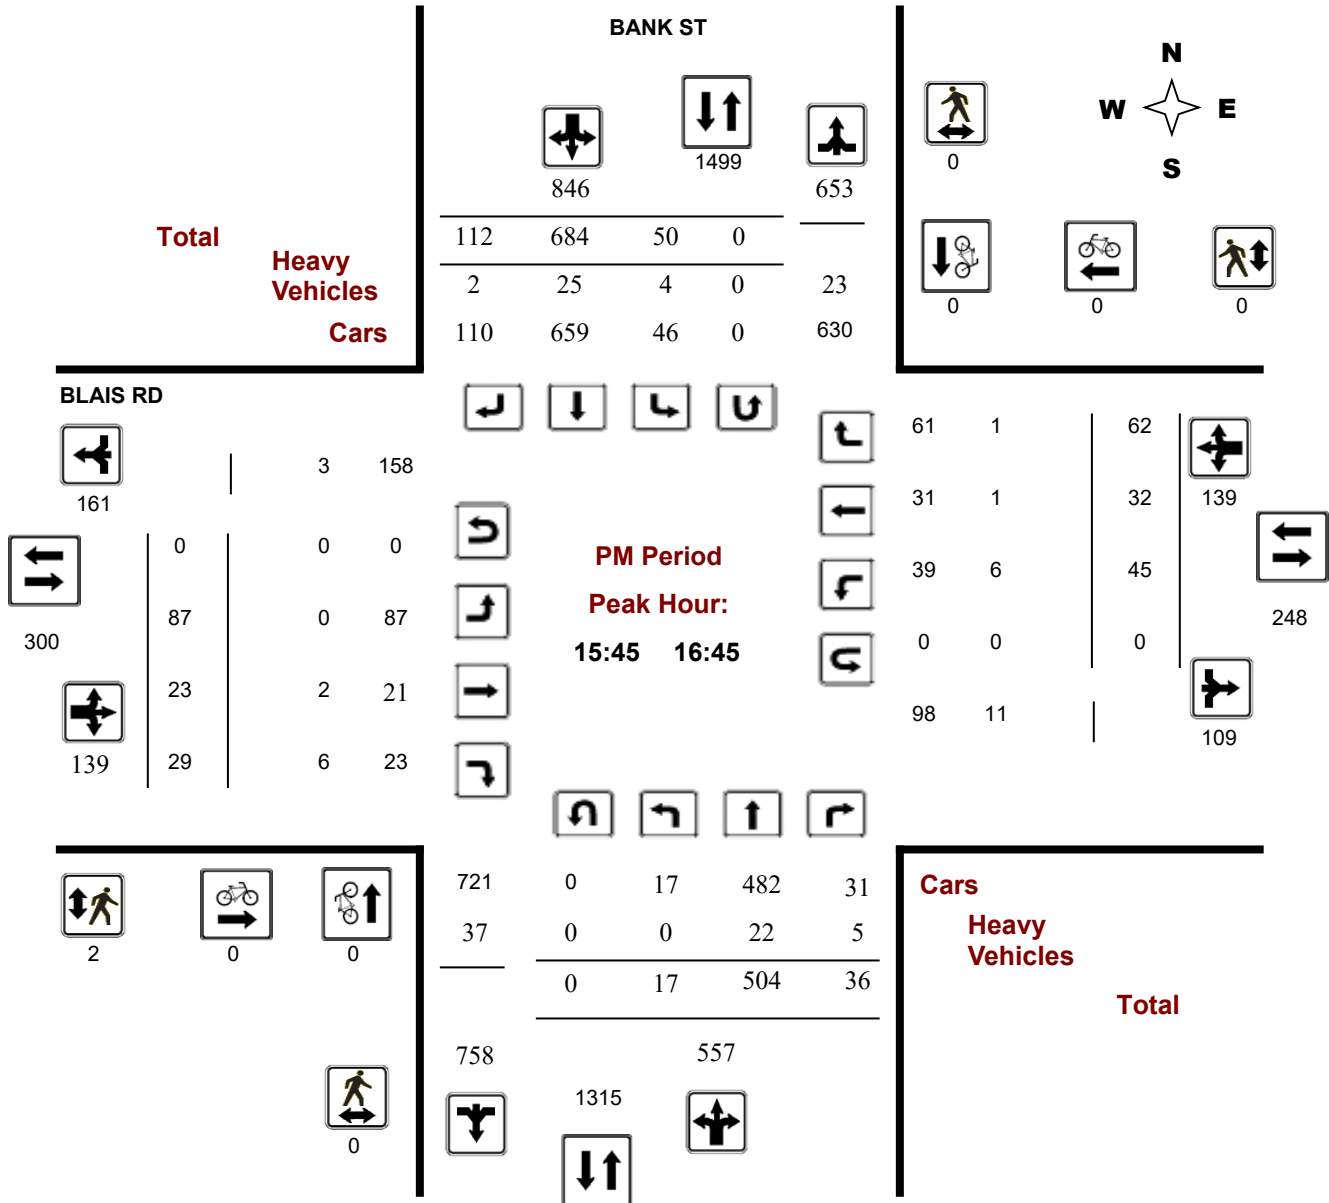 BANK ST
N
W E
S
1499
0
846
653
Total
112 684 50 0
Heavy
Vehicles
2 25 4 0 23
0 0 0
Cars
110 659 46 0 630
BLAIS RD
61 1 62
3 158
161
31 1 32
139
0 0 0
PM Period
39 6 45
Peak Hour:
87 0 87
248
300
15:45 16:45
0 0 0
23 2 21
98 11
109
139
29 6 23
721 0 17 482 31
Cars
37 0 0 22 5
Heavy
Vehicles
2 0 0
0 17 504 36
Total
758
557
1315
0